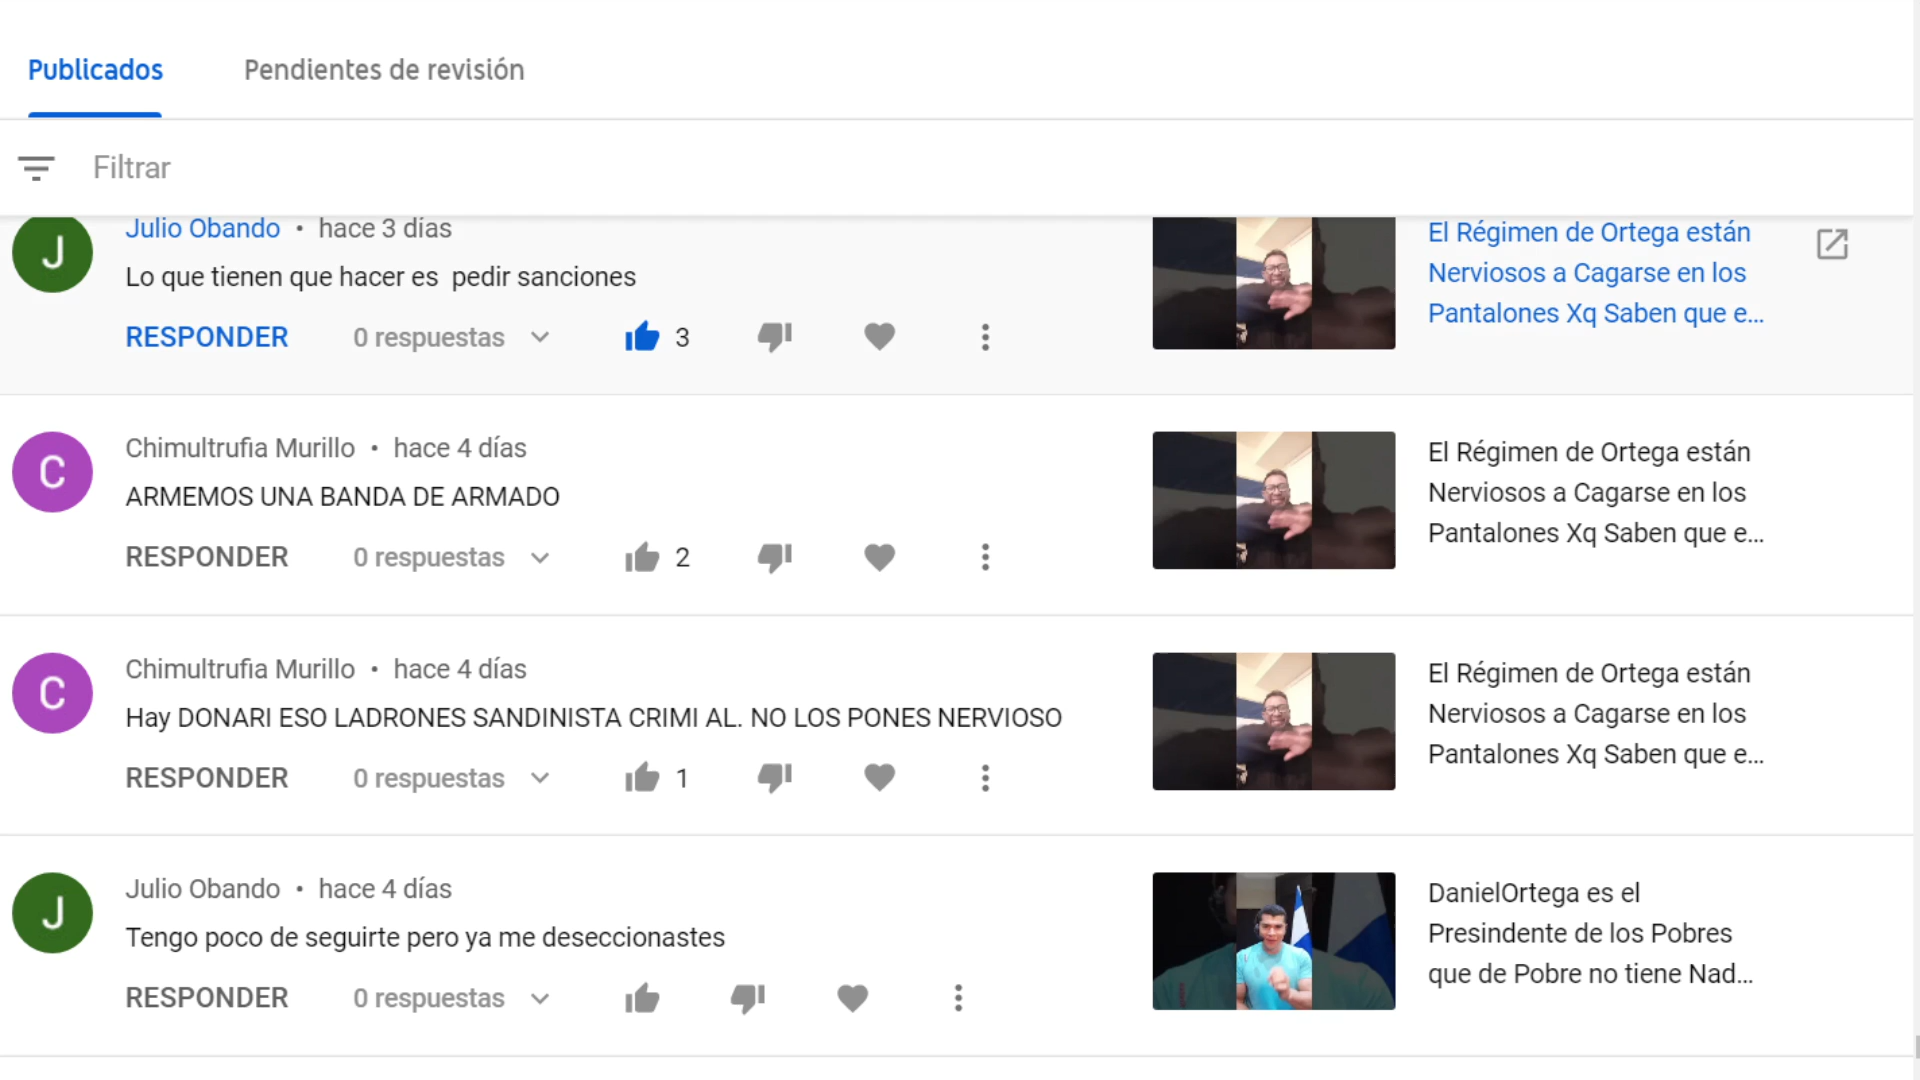 Publicados
Pendientes de revisión
Filtrar
J
Julio Obando • hace 3 días
Lo que tienen que hacer es pedir sanciones
RESPONDER
0 respuestas
3
El Régimen de Ortega están
Nerviosos a Cagarse en los
Pantalones Xq Saben que e...
C
Chimultrufia Murillo • hace 4 días
ARMEMOS UNA BANDA DE ARMADO
RESPONDER
0 respuestas
2
El Régimen de Ortega están
Nerviosos a Cagarse en los
Pantalones Xq Saben que e...
C
Chimultrufia Murillo • hace 4 días
Hay DONARI ESO LADRONES SANDINISTA CRIMI AL. NO LOS PONES NERVIOSO
RESPONDER
0 respuestas
1
El Régimen de Ortega están
Nerviosos a Cagarse en los
Pantalones Xq Saben que e...
J
Julio Obando • hace 4 días
Tengo poco de seguirte pero ya me deseccionastes
RESPONDER
0 respuestas
DanielOrtega es el
Presindente de los Pobres
que de Pobre no tiene Nad...